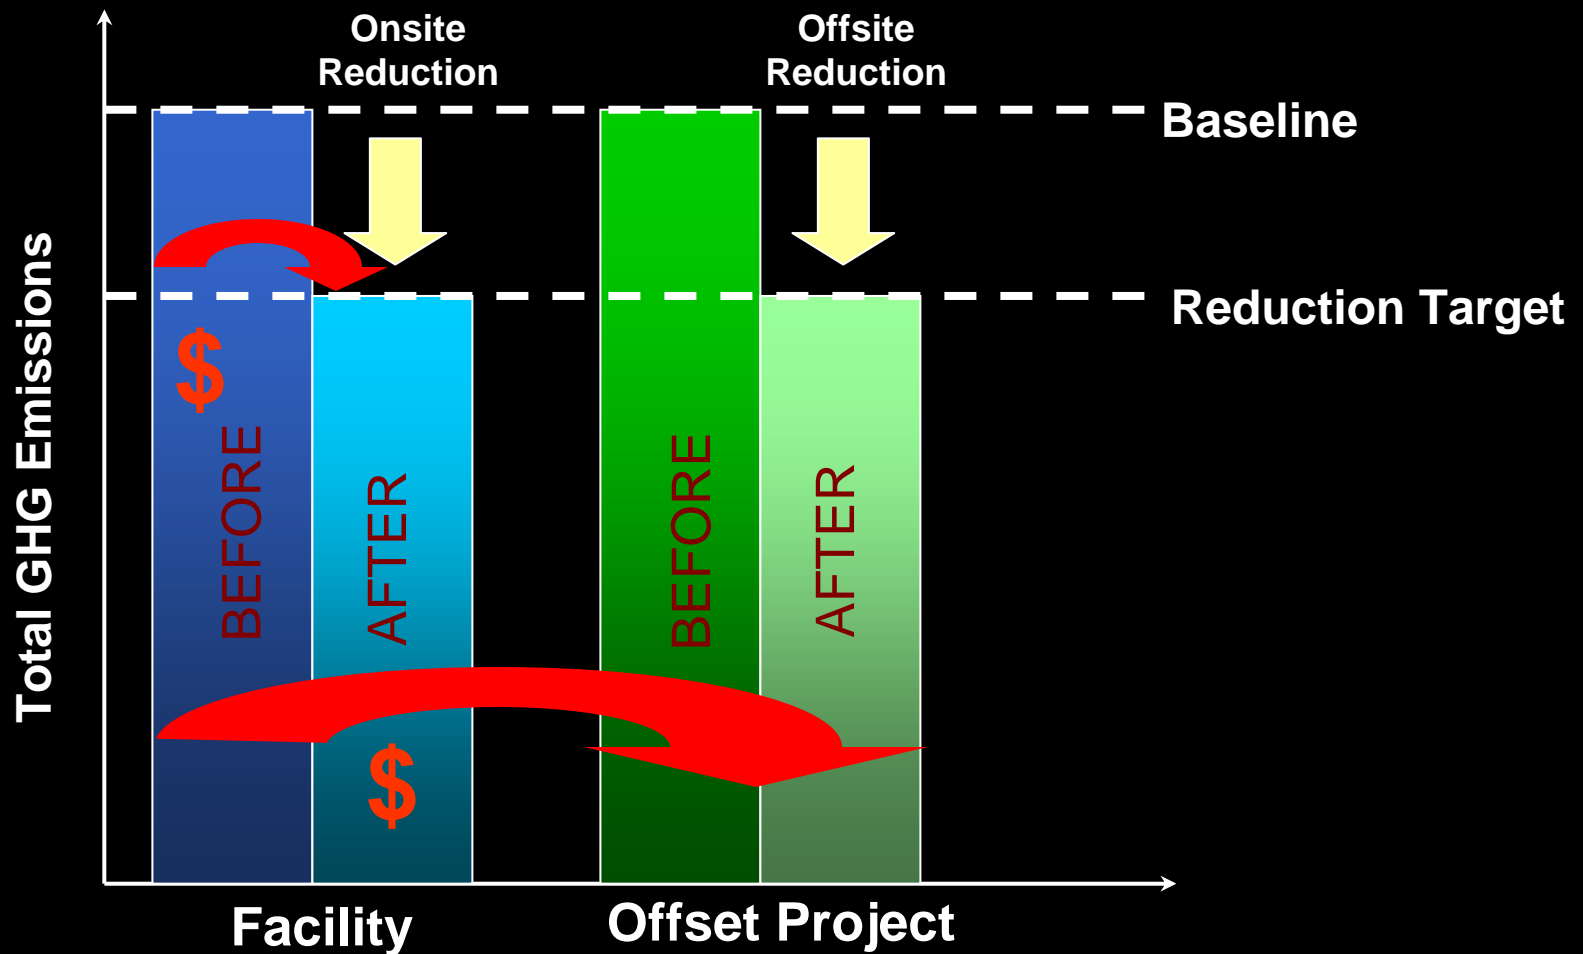 Onsite
Reduction
Offsite
Reduction
Baseline
Reduction Target
Total GHG Emissions
$
BEFORE
AFTER
BEFORE
AFTER
$
Facility
Offset Project